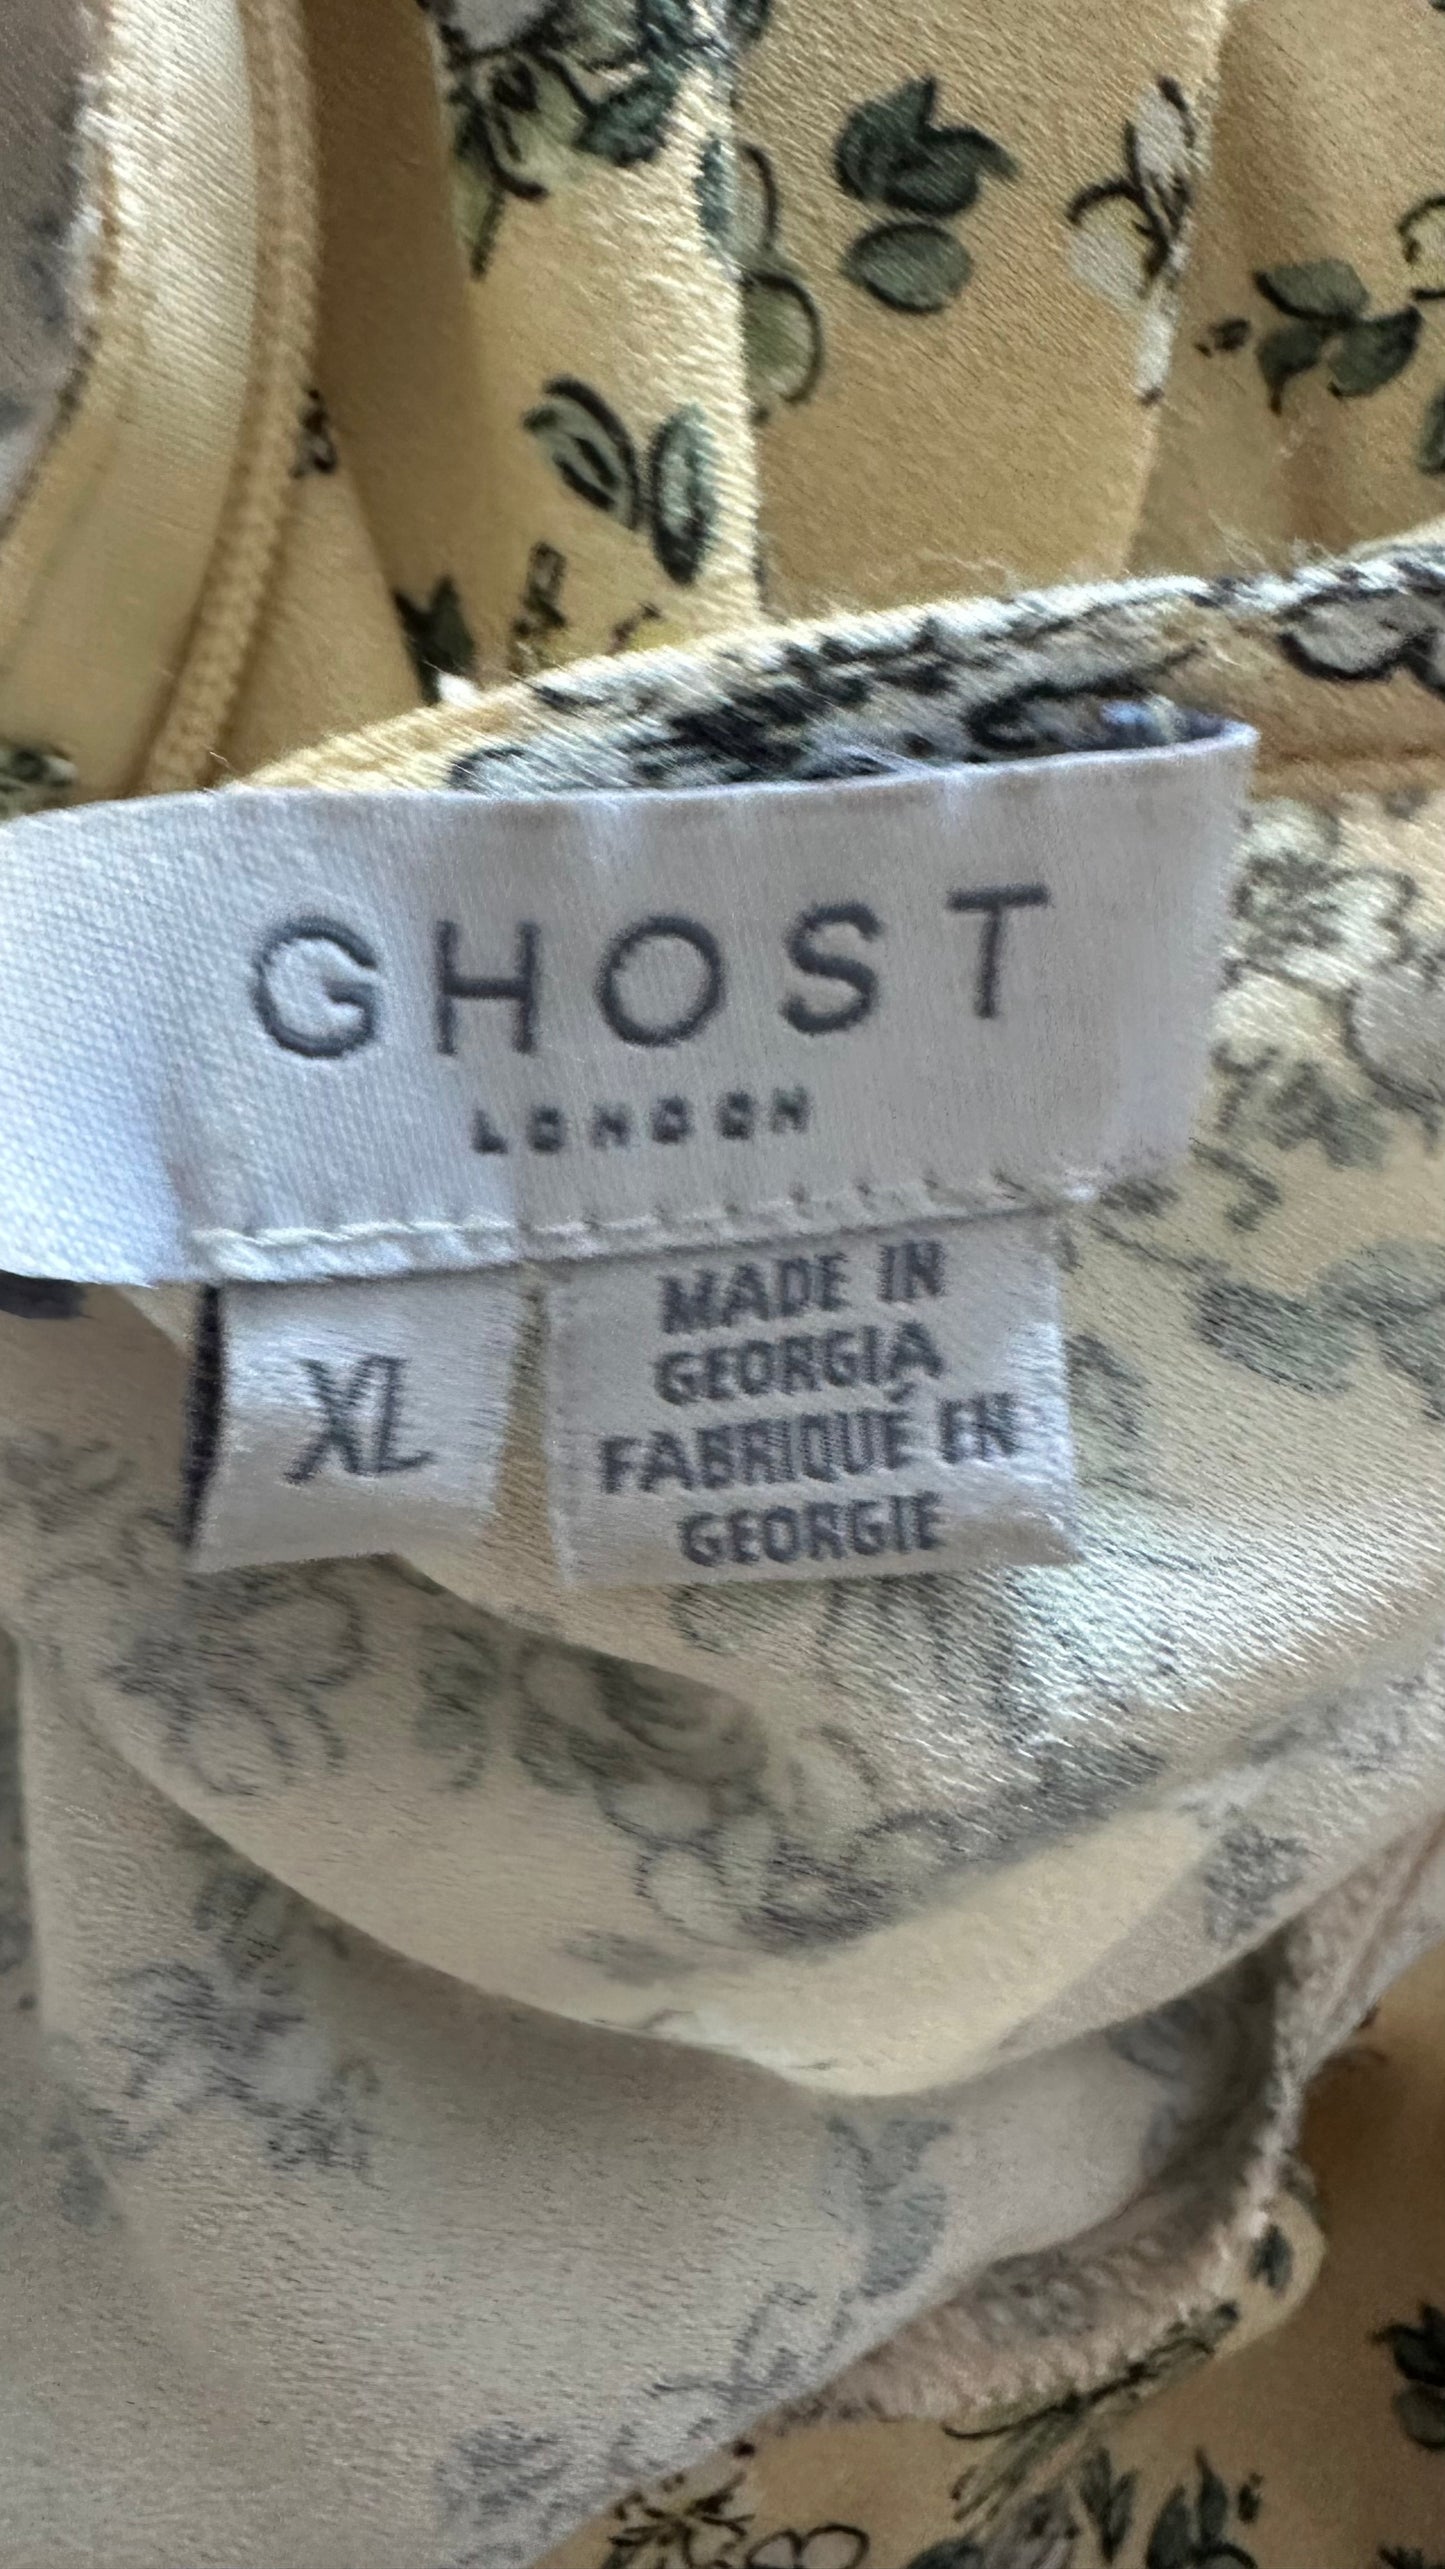 GHOST
LONDON
XL
MADE IN
GEORGIA
FABRIQUÉ EN
GEORGIE